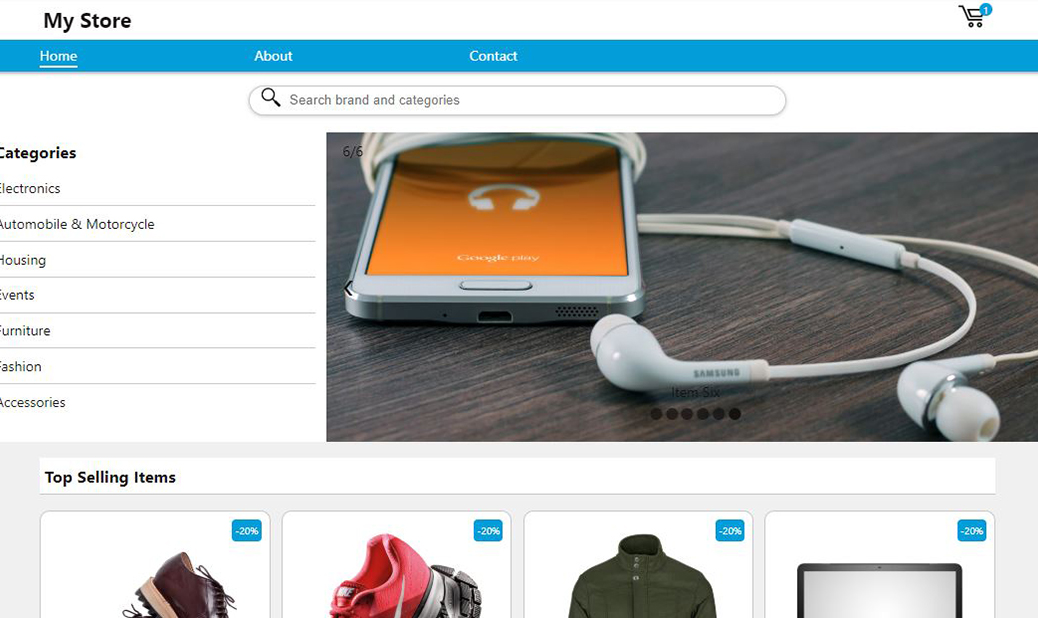 My Store
1
Home About Contact
Search brand and categories
Categories
Electronics
Automobile & Motorcycle
Housing
Events
Furniture
Fashion
Accessories
6/6
Google play
SAMSUNG
Item Six
Top Selling Items
-20% -20% -20% -20%